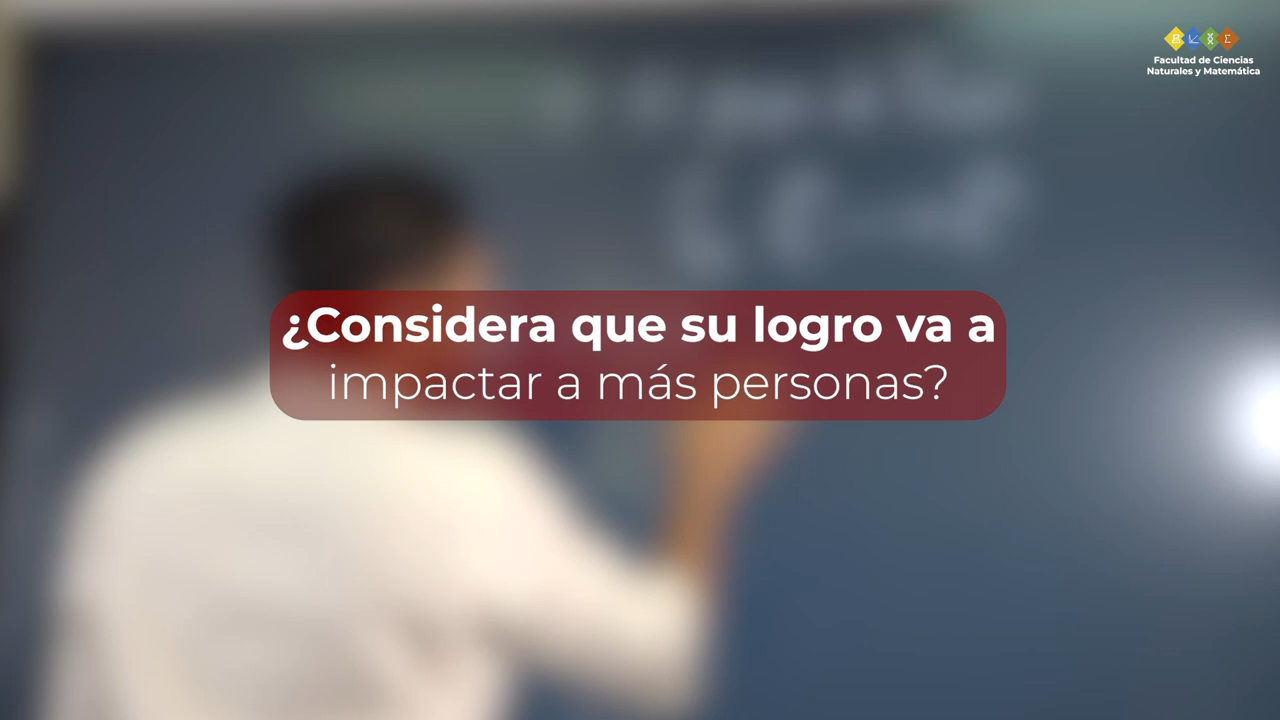 Facultad de Ciencias
Naturales y Matemática
¿Considera que su logro va a
impactar a más personas?